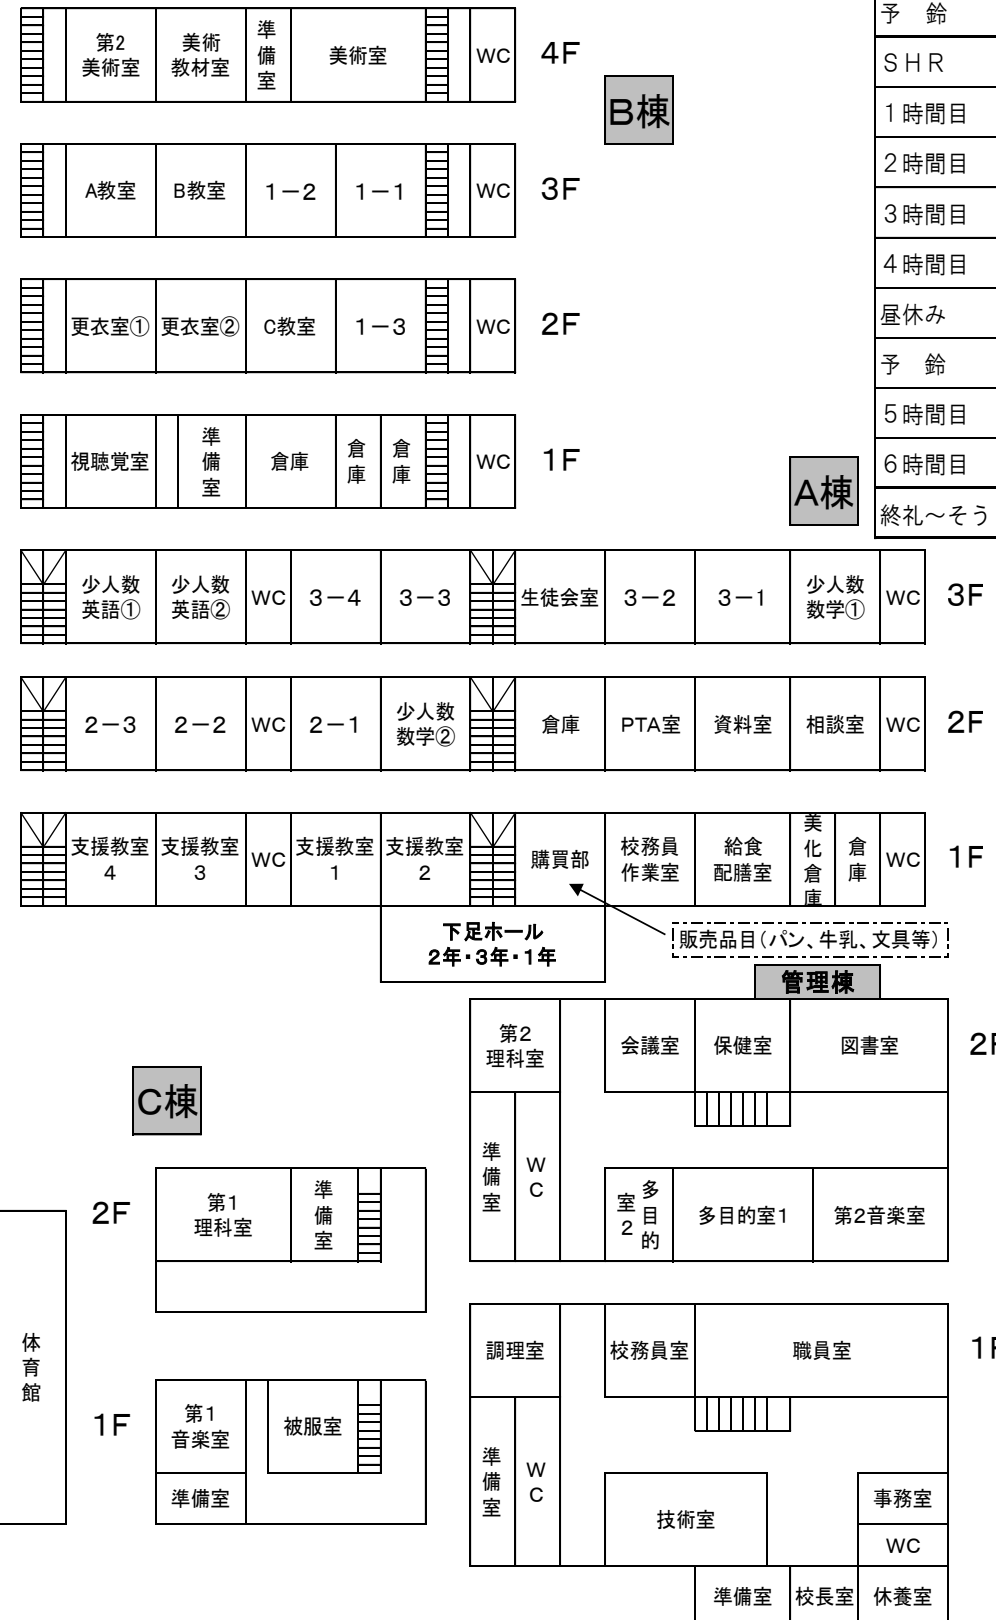 第2
美術室
美術
教材室
準備室
美術室
WC
4F
B棟
A教室
B教室
1－2
1－1
WC
3F
更衣室①
更衣室②
C教室
1－3
WC
2F
視聴覚室
準備室
倉庫
倉庫
倉庫
WC
1F
予　鈴
ＳＨＲ
1時間目
2時間目
3時間目
4時間目
昼休み
予　鈴
5時間目
6時間目
終礼～そう
A棟
少人数
英語①
少人数
英語②
WC
3－4
3－3
生徒会室
3－2
3－1
少人数
数学①
WC
3F
2－3
2－2
WC
2－1
少人数
数学②
倉庫
PTA室
資料室
相談室
WC
2F
支援教室
4
支援教室
3
WC
支援教室
1
支援教室
2
購買部
校務員
作業室
給食
配膳室
美化倉庫
倉庫
WC
1F
下足ホール
2年・3年・1年
販売品目（パン、牛乳、文具等）
管理棟
第2
理科室
会議室
保健室
図書室
2F
準備室
WC
多目的
室2
多目的室1
第2音楽室
C棟
2F
第1
理科室
準備室
体育館
1F
第1
音楽室
被服室
準備室
調理室
校務員室
職員室
1F
準備室
WC
技術室
事務室
WC
準備室
校長室
休養室